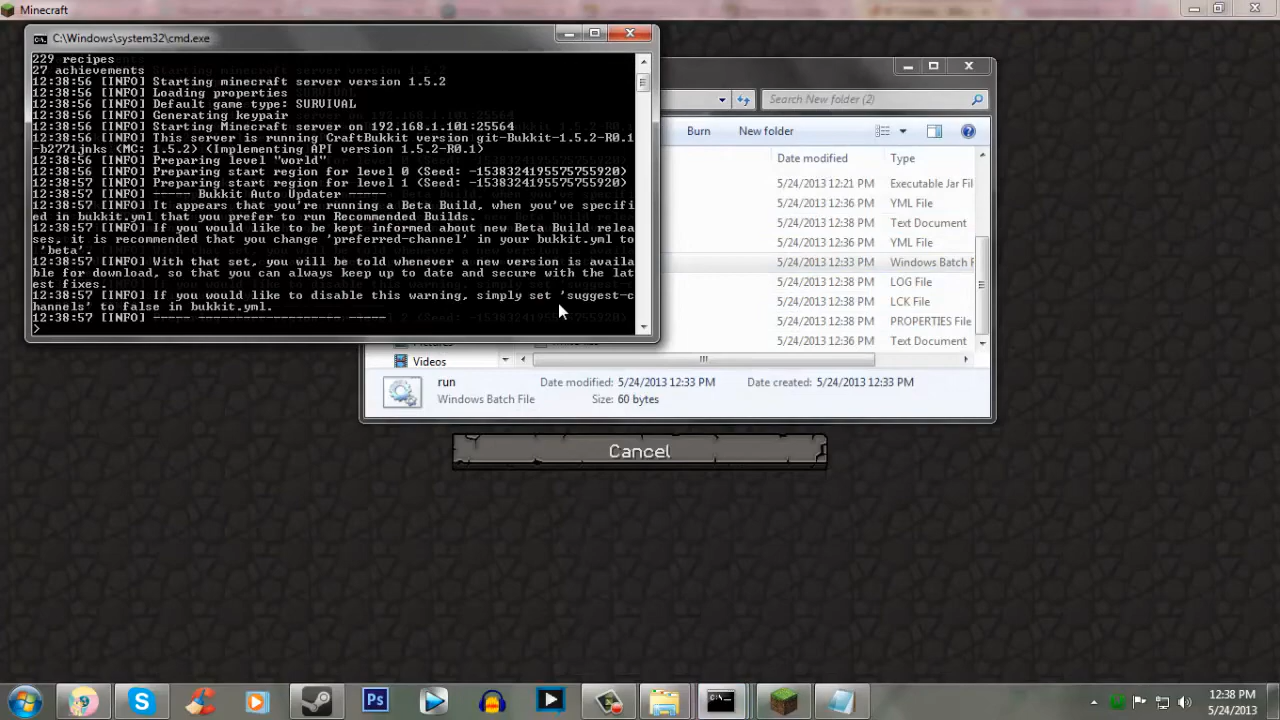 Minecraft
C:\Windows\system32\cmd.exe
229 recipes
27 achievements
12:38:56 [INFO] Starting minecraft server version 1.5.2
12:38:56 [INFO] Loading properties
12:38:56 [INFO] Default game type: SURVIVAL
12:38:56 [INFO] Generating keypair
12:38:56 [INFO] Starting Minecraft server on 192.168.1.101:25564
12:38:56 [INFO] This server is running CraftBukkit version git-Bukkit-1.5.2-R0.1
-b2771jnks (MC: 1.5.2) (Implementing API version 1.5.2-R0.1)
12:38:56 [INFO] Preparing level "world"
12:38:56 [INFO] Preparing start region for level 0 (Seed: -1538324195575755920)
12:38:57 [INFO] Preparing start region for level 1 (Seed: -1538324195575755920)
12:38:57 [INFO] ----- Bukkit Auto Updater -----
12:38:57 [INFO] It appears that you're running a Beta Build, when you've specifi
ed in bukkit.yml that you prefer to run Recommended Builds.
12:38:57 [INFO] If you would like to be kept informed about new Beta Build relea
ses, it is recommended that you change 'preferred-channel' in your bukkit.yml to
'beta'.
12:38:57 [INFO] With that set, you will be told whenever a new version is availa
ble for download, so that you can always keep up to date and secure with the lat
est fixes.
12:38:57 [INFO] If you would like to disable this warning, simply set 'suggest-c
hannels' to false in bukkit.yml.
12:38:57 [INFO] ----- ------------------- -----
>
Search New folder (2)
Burn New folder
Date modified Type
5/24/2013 12:21 PM Executable Jar Fil
5/24/2013 12:36 PM YML File
5/24/2013 12:33 PM Text Document
5/24/2013 12:36 PM YML File
5/24/2013 12:33 PM Windows Batch F
5/24/2013 12:38 PM LOG File
5/24/2013 12:38 PM LCK File
5/24/2013 12:38 PM PROPERTIES File
5/24/2013 12:36 PM Text Document
Videos
run Date modified: 5/24/2013 12:33 PM Date created: 5/24/2013 12:33 PM
Windows Batch File Size: 60 bytes
Cancel
12:38 PM
5/24/2013